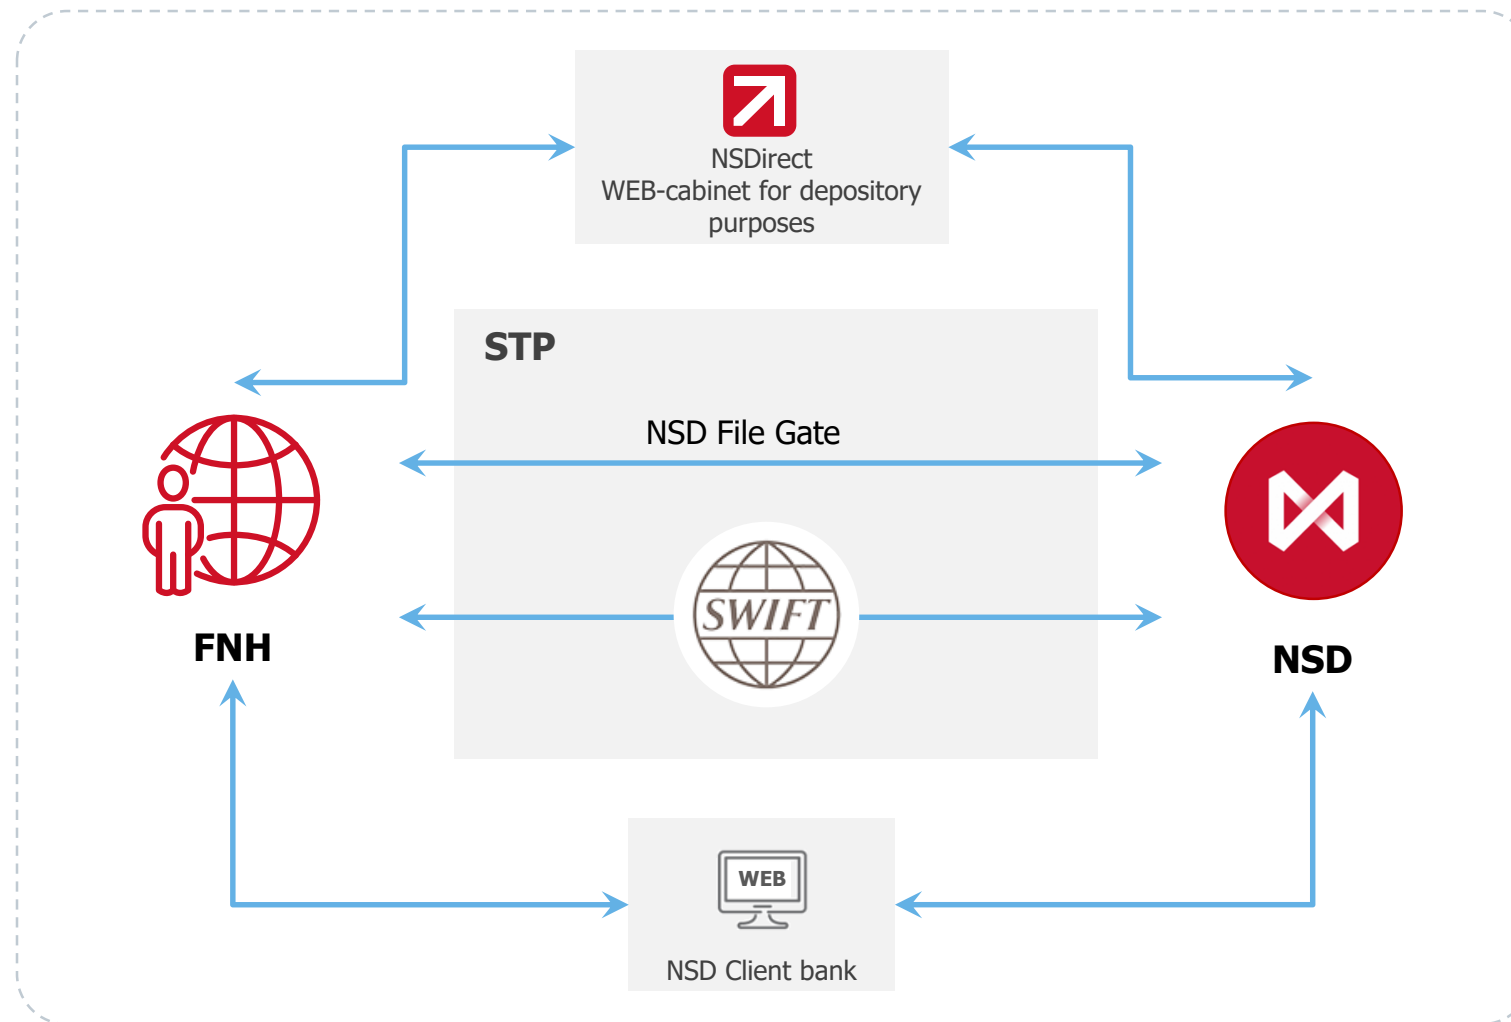 NSDirect
WEB-cabinet for depository
purposes
STP
NSD File Gate
SWIFT
FNH
NSD
WEB
NSD Client bank